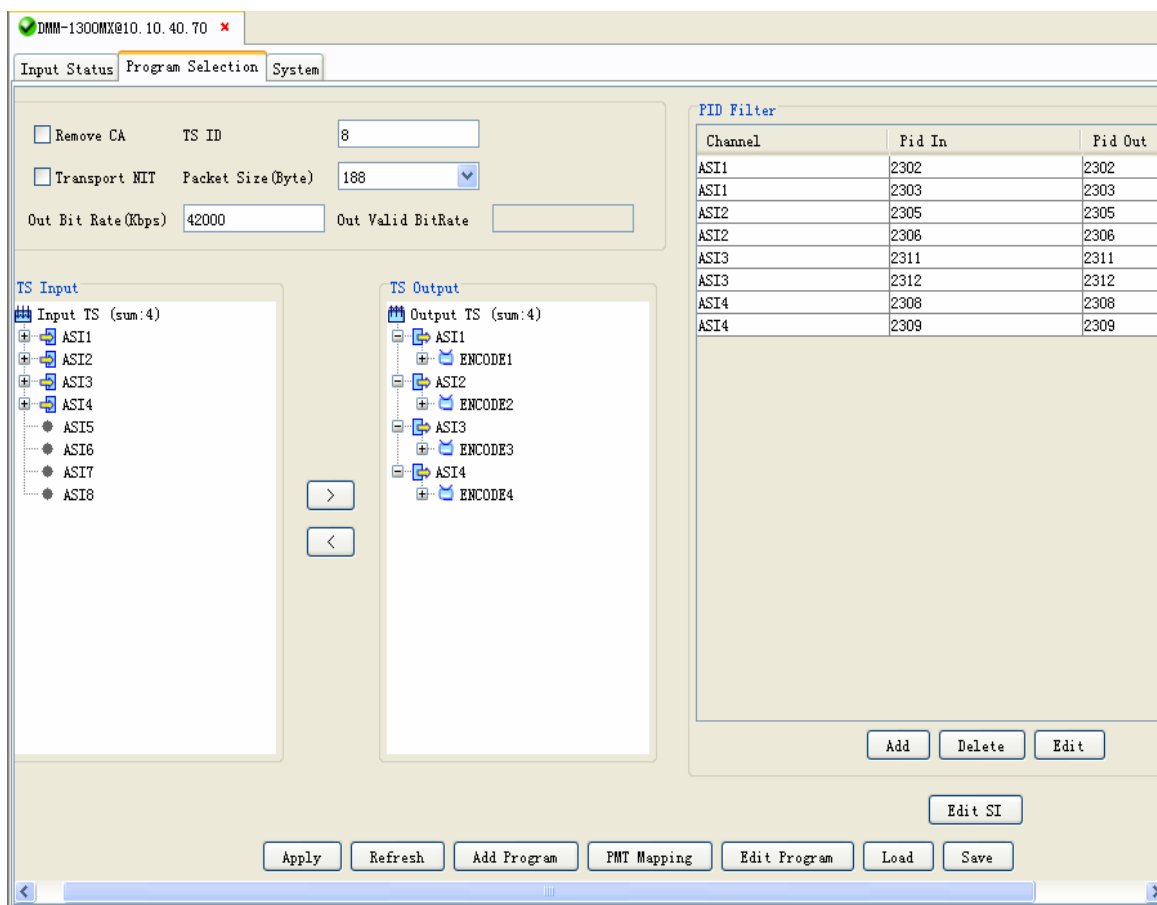 DMM-1300MX@10.10.40.70
Input Status Program Selection System
Remove CA TS ID 8
Transport NIT Packet Size(Byte) 188
Out Bit Rate(Kbps) 42000 Out Valid BitRate
TS Input
Input TS (sum:4)
ASI1
ASI2
ASI3
ASI4
ASI5
ASI6
ASI7
ASI8
>
<
TS Output
Output TS (sum:4)
ASI1
ENCODE1
ASI2
ENCODE2
ASI3
ENCODE3
ASI4
ENCODE4
PID Filter
Channel Pid In Pid Out
ASI1 2302 2302
ASI1 2303 2303
ASI2 2305 2305
ASI2 2306 2306
ASI3 2311 2311
ASI3 2312 2312
ASI4 2308 2308
ASI4 2309 2309
Add Delete Edit
Edit SI
Apply Refresh Add Program PMT Mapping Edit Program Load Save